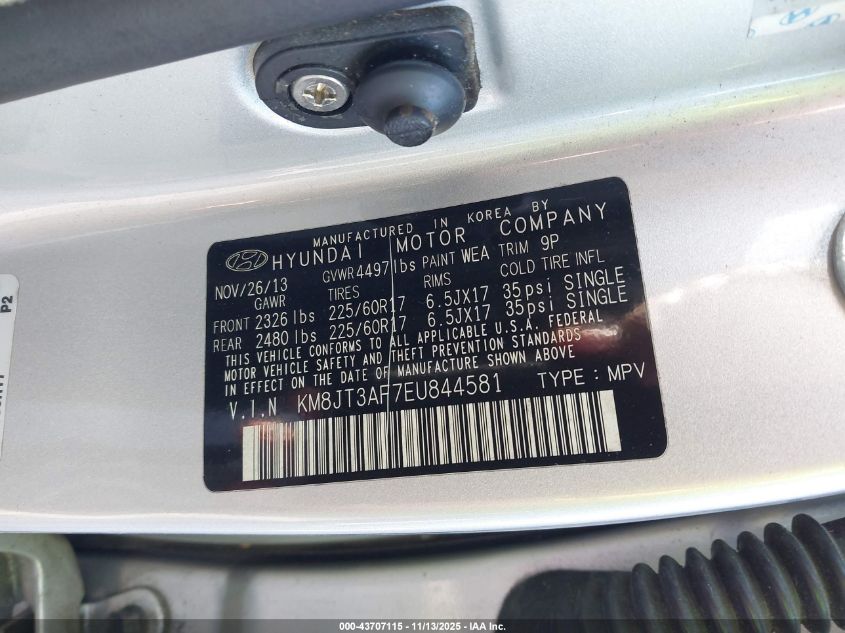 MANUFACTURED IN KOREA BY
HYUNDAI MOTOR COMPANY
NOV/26/13 GVWR 4497 lbs PAINT WEA TRIM 9P
GAWR TIRES RIMS COLD TIRE INFL
FRONT 2326 lbs 225/60R17 6.5JX17 35psi SINGLE
REAR 2480 lbs 225/60R17 6.5JX17 35psi SINGLE
THIS VEHICLE CONFORMS TO ALL APPLICABLE U.S.A. FEDERAL
MOTOR VEHICLE SAFETY AND THEFT PREVENTION STANDARDS
IN EFFECT ON THE DATE OF MANUFACTURE SHOWN ABOVE
V.I.N KM8JT3AF7EU844581 TYPE : MPV
P2
000-43707115 - 11/13/2025 - IAA Inc.